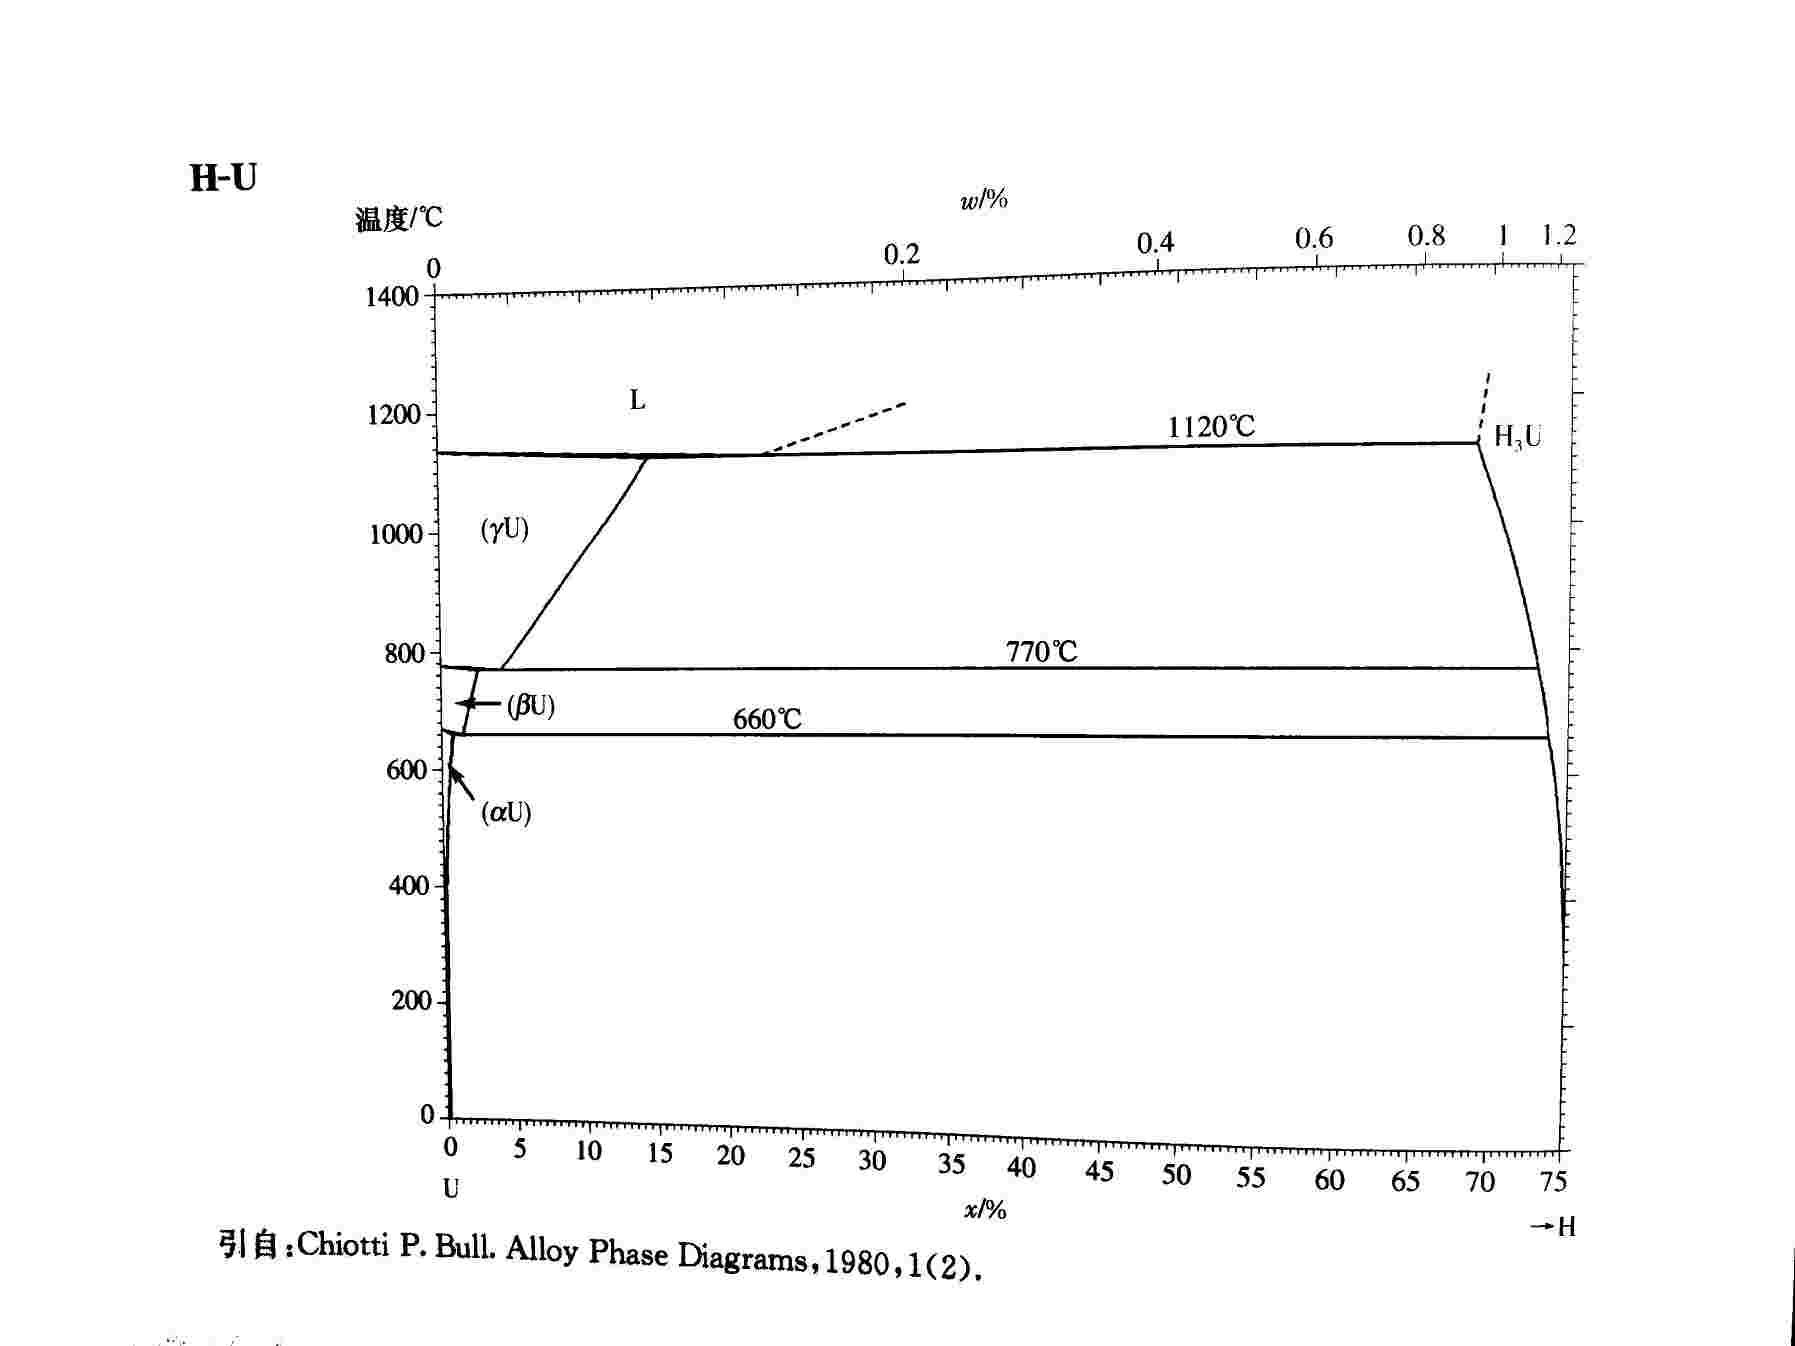 H-U
温度/℃
w/%
0 0.2 0.4 0.6 0.8 1 1.2
1400
1200
1000
800
600
400
200
0
L
1120℃
H₃U
(γU)
770℃
(βU)
660℃
(αU)
0 5 10 15 20 25 30 35 40 45 50 55 60 65 70 75
U
x/%
→H
引自:Chiotti P. Bull. Alloy Phase Diagrams,1980,1(2).